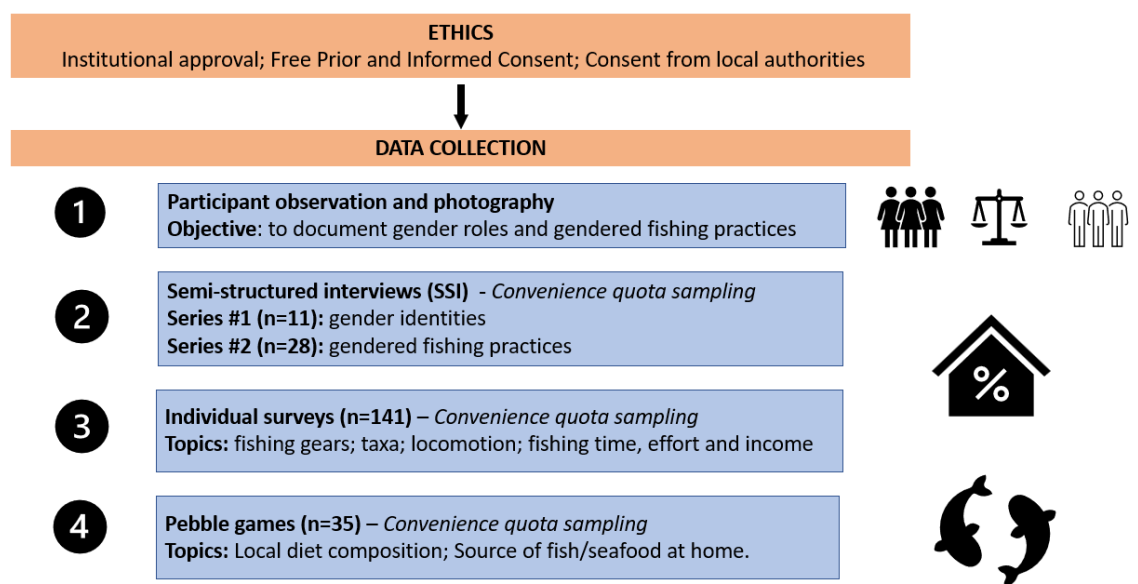 ETHICS
Institutional approval; Free Prior and Informed Consent; Consent from local authorities
DATA COLLECTION
1
Participant observation and photography
Objective: to document gender roles and gendered fishing practices
2
Semi-structured interviews (SSI) - Convenience quota sampling
Series #1 (n=11): gender identities
Series #2 (n=28): gendered fishing practices
%
3
Individual surveys (n=141) – Convenience quota sampling
Topics: fishing gears; taxa; locomotion; fishing time, effort and income
4
Pebble games (n=35) – Convenience quota sampling
Topics: Local diet composition; Source of fish/seafood at home.